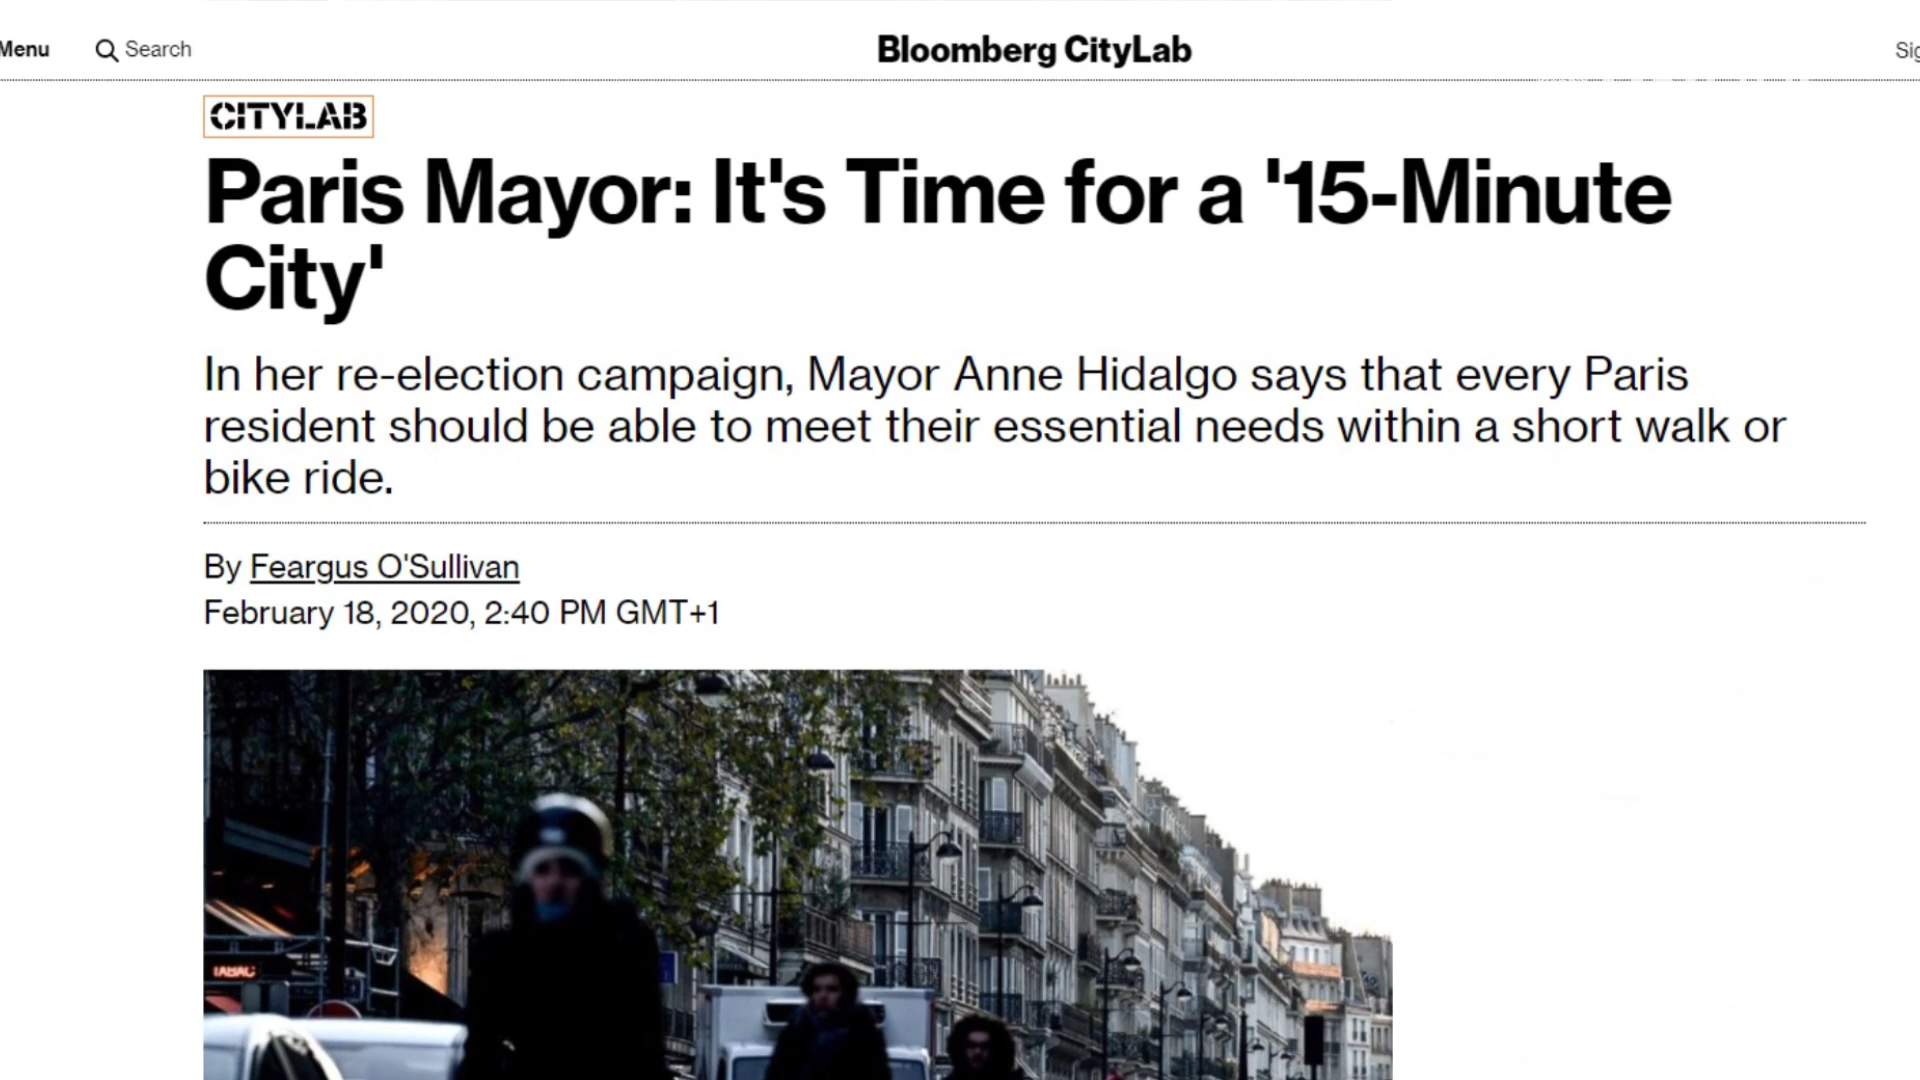 Menu
Search
Bloomberg CityLab
Sig
CITYLAB
Paris Mayor: It's Time for a '15-Minute
City'
In her re-election campaign, Mayor Anne Hidalgo says that every Paris
resident should be able to meet their essential needs within a short walk or
bike ride.
By Feargus O'Sullivan
February 18, 2020, 2:40 PM GMT+1
TABAC